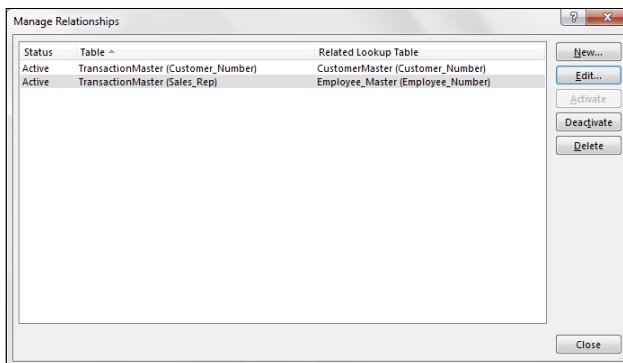 Manage Relationships
Status Table Related Lookup Table
Active TransactionMaster (Customer_Number) CustomerMaster (Customer_Number)
Active TransactionMaster (Sales_Rep) Employee_Master (Employee_Number)
New...
Edit...
Activate
Deactivate
Delete
Close